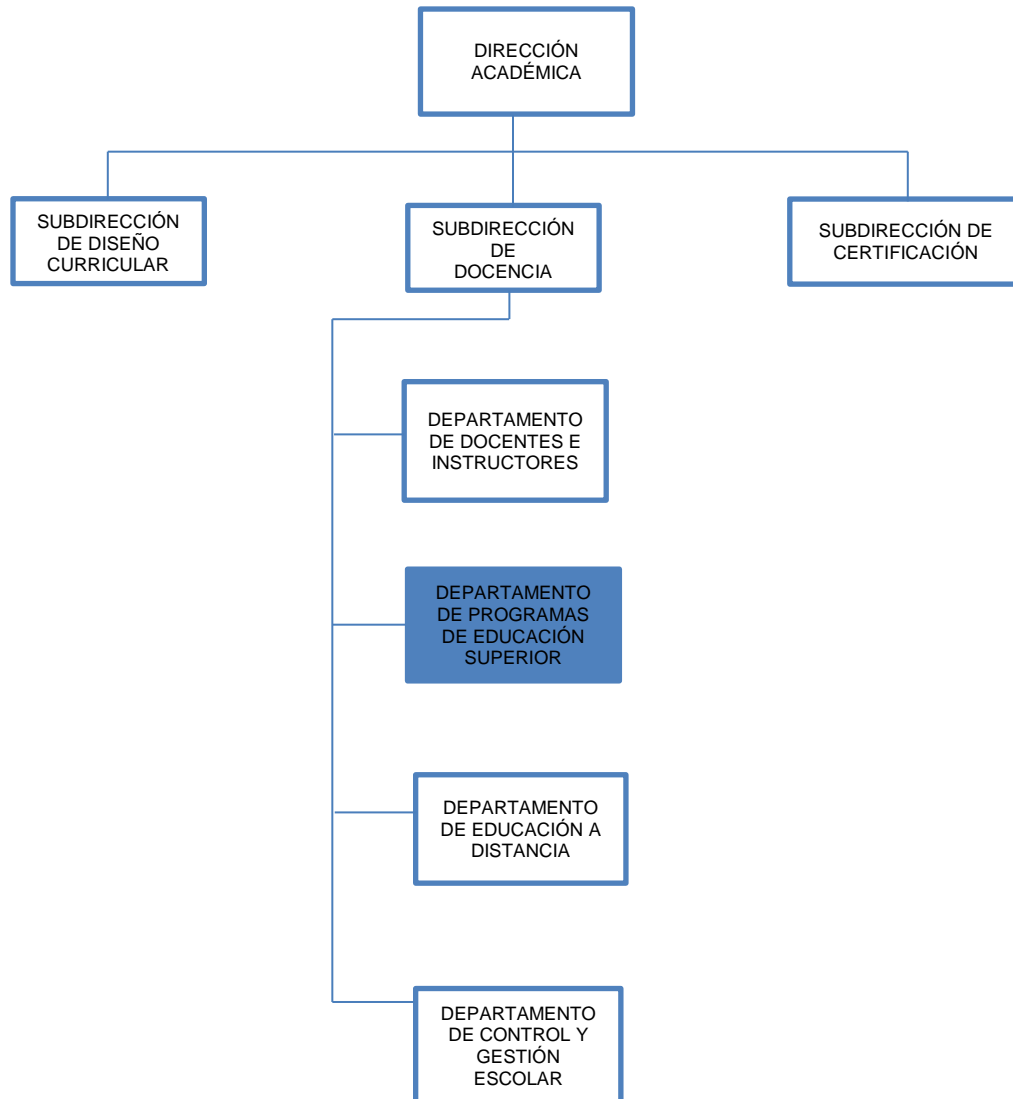 DIRECCIÓN
ACADÉMICA
SUBDIRECCIÓN
DE DISEÑO
CURRICULAR
SUBDIRECCIÓN
DE
DOCENCIA
SUBDIRECCIÓN DE
CERTIFICACIÓN
DEPARTAMENTO
DE DOCENTES E
INSTRUCTORES
DEPARTAMENTO
DE PROGRAMAS
DE EDUCACIÓN
SUPERIOR
DEPARTAMENTO
DE EDUCACIÓN A
DISTANCIA
DEPARTAMENTO
DE CONTROL Y
GESTIÓN
ESCOLAR